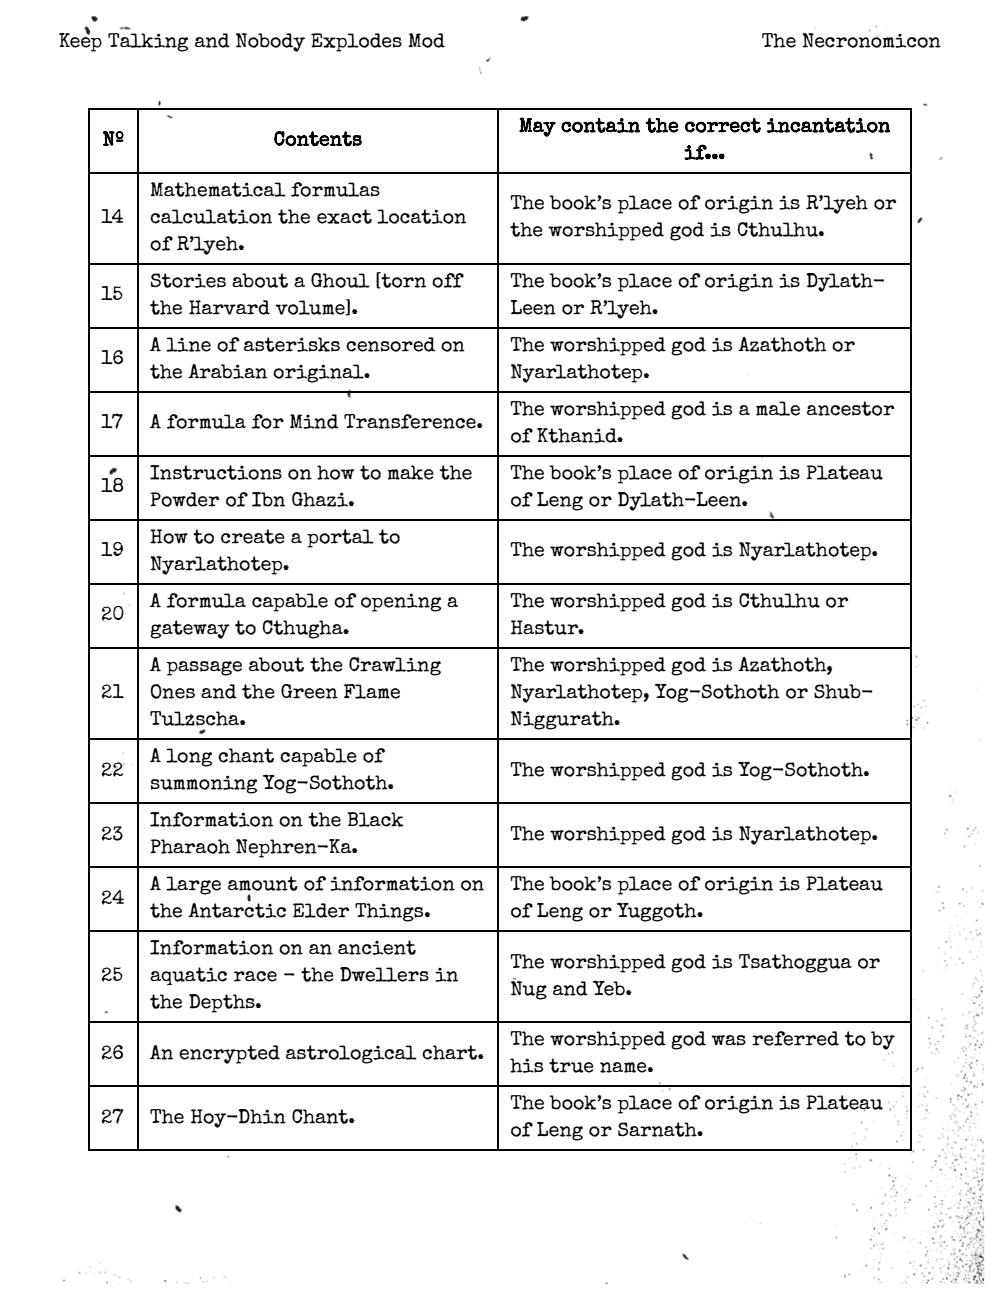 Keep Talking and Nobody Explodes Mod
The Necronomicon
Nº
Contents
May contain the correct incantation
if…
14
Mathematical formulas
calculation the exact location
of R’lyeh.
The book’s place of origin is R’lyeh or
the worshipped god is Cthulhu.
15
Stories about a Ghoul [torn off
the Harvard volume].
The book’s place of origin is Dylath-
Leen or R’lyeh.
16
A line of asterisks censored on
the Arabian original.
The worshipped god is Azathoth or
Nyarlathotep.
17
A formula for Mind Transference.
The worshipped god is a male ancestor
of Kthanid.
18
Instructions on how to make the
Powder of Ibn Ghazi.
The book’s place of origin is Plateau
of Leng or Dylath-Leen.
19
How to create a portal to
Nyarlathotep.
The worshipped god is Nyarlathotep.
20
A formula capable of opening a
gateway to Cthugha.
The worshipped god is Cthulhu or
Hastur.
21
A passage about the Crawling
Ones and the Green Flame
Tulzscha.
The worshipped god is Azathoth,
Nyarlathotep, Yog-Sothoth or Shub-
Niggurath.
22
A long chant capable of
summoning Yog-Sothoth.
The worshipped god is Yog-Sothoth.
23
Information on the Black
Pharaoh Nephren-Ka.
The worshipped god is Nyarlathotep.
24
A large amount of information on
the Antarctic Elder Things.
The book’s place of origin is Plateau
of Leng or Yuggoth.
25
Information on an ancient
aquatic race – the Dwellers in
the Depths.
The worshipped god is Tsathoggua or
Nug and Yeb.
26
An encrypted astrological chart.
The worshipped god was referred to by
his true name.
27
The Hoy-Dhin Chant.
The book’s place of origin is Plateau
of Leng or Sarnath.